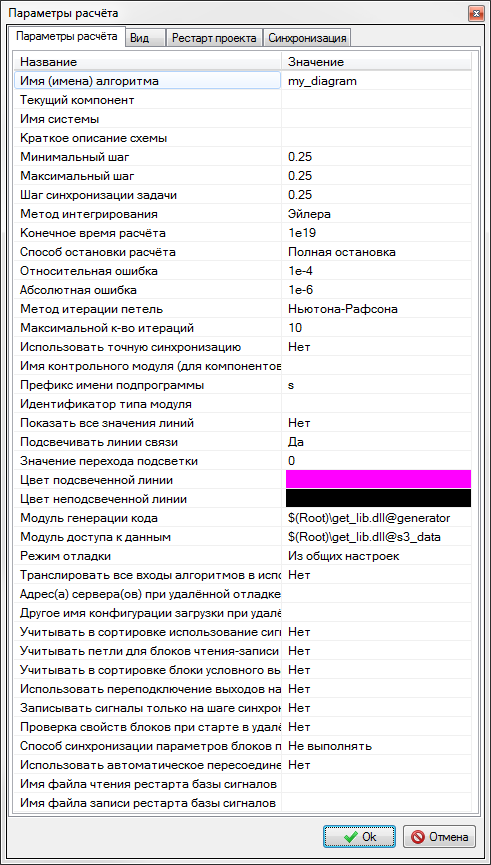 Параметры расчёта
Параметры расчёта Вид Рестарт проекта Синхронизация
Название Значение
Имя (имена) алгоритма my_diagram
Текущий компонент
Имя системы
Краткое описание схемы
Минимальный шаг 0.25
Максимальный шаг 0.25
Шаг синхронизации задачи 0.25
Метод интегрирования Эйлера
Конечное время расчёта 1e19
Способ остановки расчёта Полная остановка
Относительная ошибка 1e-4
Абсолютная ошибка 1e-6
Метод итерации петель Ньютона-Рафсона
Максимальной к-во итераций 10
Использовать точную синхронизацию Нет
Имя контрольного модуля (для компонентов
Префикс имени подпрограммы s
Идентификатор типа модуля
Показать все значения линий Нет
Подсвечивать линии связи Да
Значение перехода подсветки 0
Цвет подсвеченной линии
Цвет неподсвеченной линии
Модуль генерации кода $(Root)\get_lib.dll@generator
Модуль доступа к данным $(Root)\get_lib.dll@s3_data
Режим отладки Из общих настроек
Транслировать все входы алгоритмов в испо Нет
Адрес(а) сервера(ов) при удалённой отладке
Другое имя конфигурации загрузки при удалё
Учитывать в сортировке использование сиг Нет
Учитывать петли для блоков чтения-записи Нет
Учитывать в сортировке блоки условного вы Нет
Использовать переподключение выходов на Нет
Записывать сигналы только на шаге синхрон Нет
Проверка свойств блоков при старте в удалё Нет
Способ синхронизации параметров блоков п Не выполнять
Использовать автоматическое пересоедине Нет
Имя файла чтения рестарта базы сигналов
Имя файла записи рестарта базы сигналов
Ok Отмена